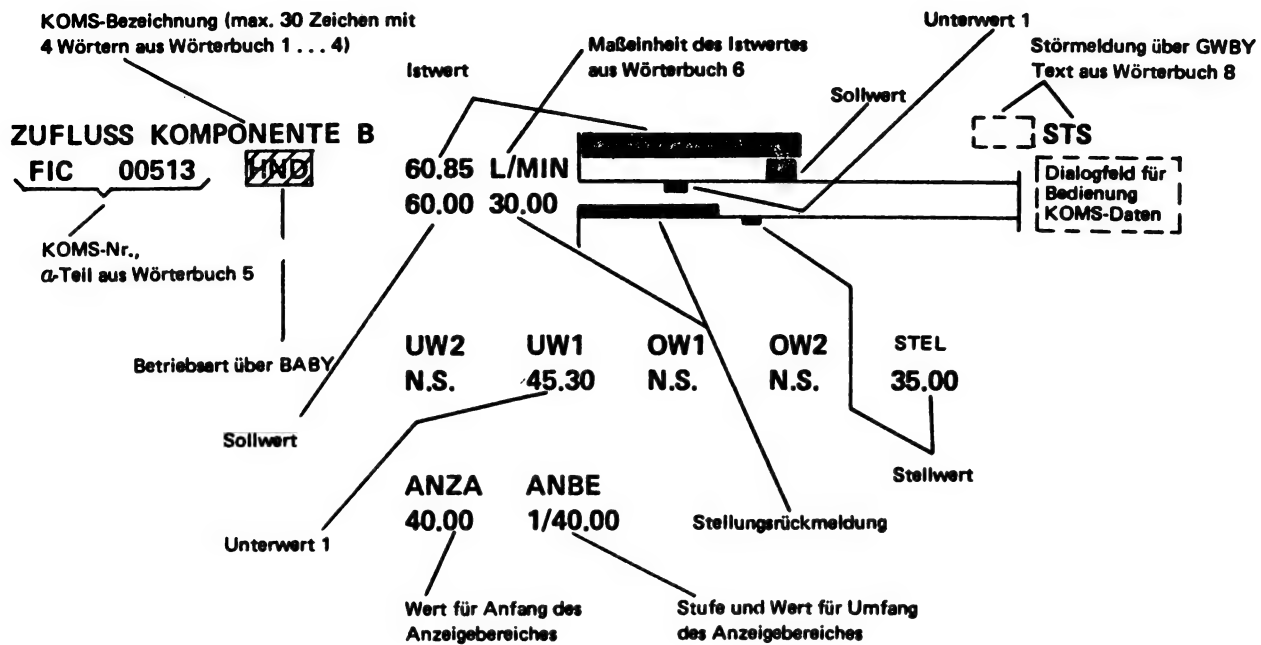 KOMS-Bezeichnung (max. 30 Zeichen mit
4 Wörtern aus Wörterbuch 1 . . . 4)
Istwert
Maßeinheit des Istwertes
aus Wörterbuch 6
Unterwert 1
Sollwert
Störmeldung über GWBY
Text aus Wörterbuch 8
ZUFLUSS KOMPONENTE B
STS
FIC 00513 HND
60.85 L/MIN
60.00 30.00
Dialogfeld für
Bedienung
KOMS-Daten
KOMS-Nr.,
a-Teil aus Wörterbuch 5
Betriebsart über BABY
UW2 UW1 OW1 OW2 STEL
N.S. 45.30 N.S. N.S. 35.00
Sollwert
Stellwert
ANZA ANBE
40.00 1/40.00
Stellungsrückmeldung
Unterwert 1
Wert für Anfang des
Anzeigebereiches
Stufe und Wert für Umfang
des Anzeigebereiches